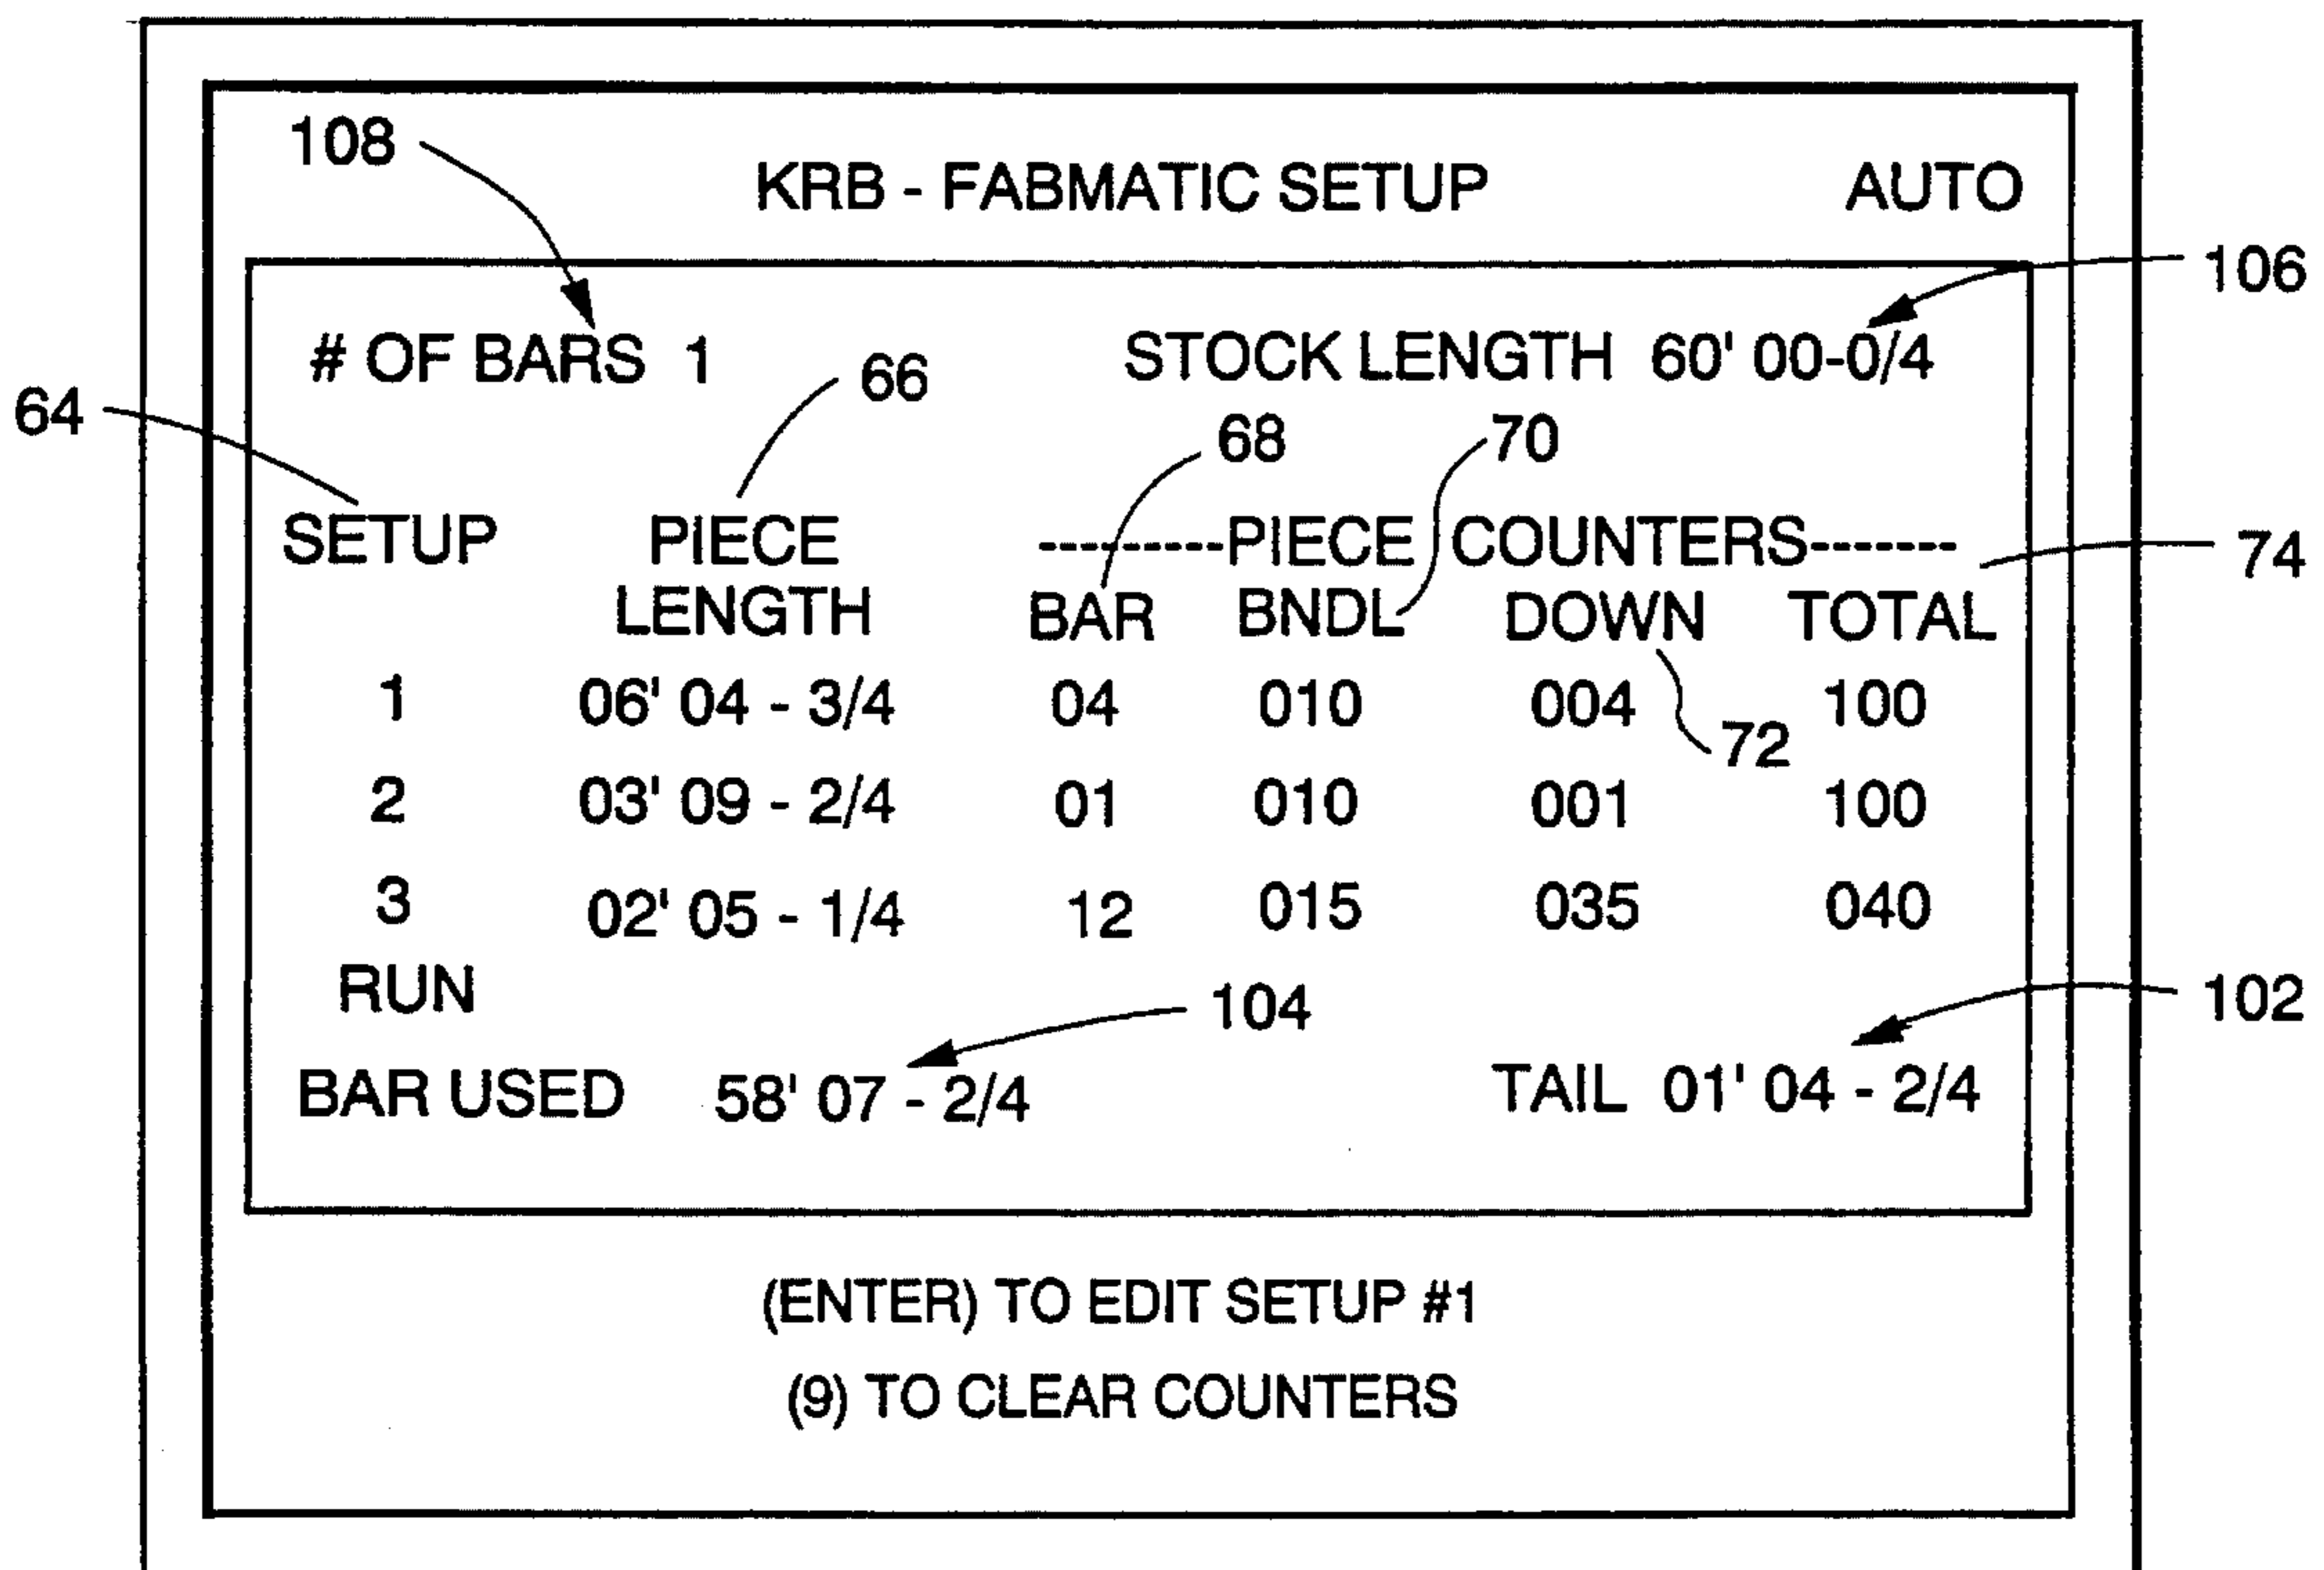 108
KRB - FABMATIC SETUP AUTO
106
# OF BARS 1 STOCK LENGTH 60' 00-0/4
64 66
68 70
SETUP PIECE ---------PIECE COUNTERS-------
74
LENGTH BAR BNDL DOWN TOTAL
1 06' 04 - 3/4 04 010 004 100
72
2 03' 09 - 2/4 01 010 001 100
3 02' 05 - 1/4 12 015 035 040
RUN 104 102
BAR USED 58' 07 - 2/4 TAIL 01' 04 - 2/4
(ENTER) TO EDIT SETUP #1
(9) TO CLEAR COUNTERS